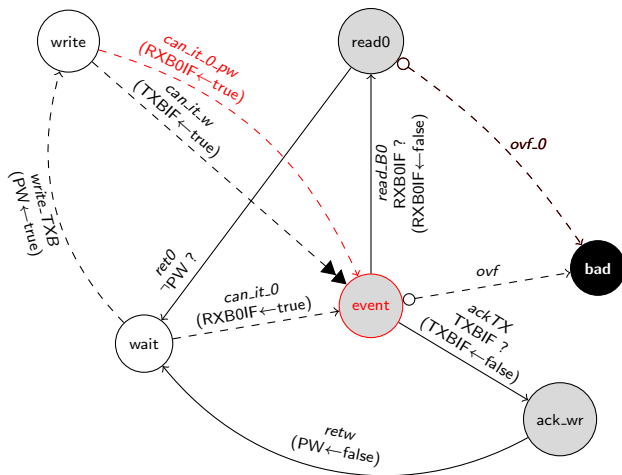 write
read0
can_it_0_pw
(RXB0IF←true)
can_it_w
(TXBIF←true)
ovf_0
read_B0
RXB0IF ?
(RXB0IF←false)
write_TXB
(PW←true)
ret0
¬PW ?
can_it_0
(RXB0IF←true)
event
ovf
bad
wait
ackTX
TXBIF ?
(TXBIF←false)
ack_wr
retw
(PW←false)